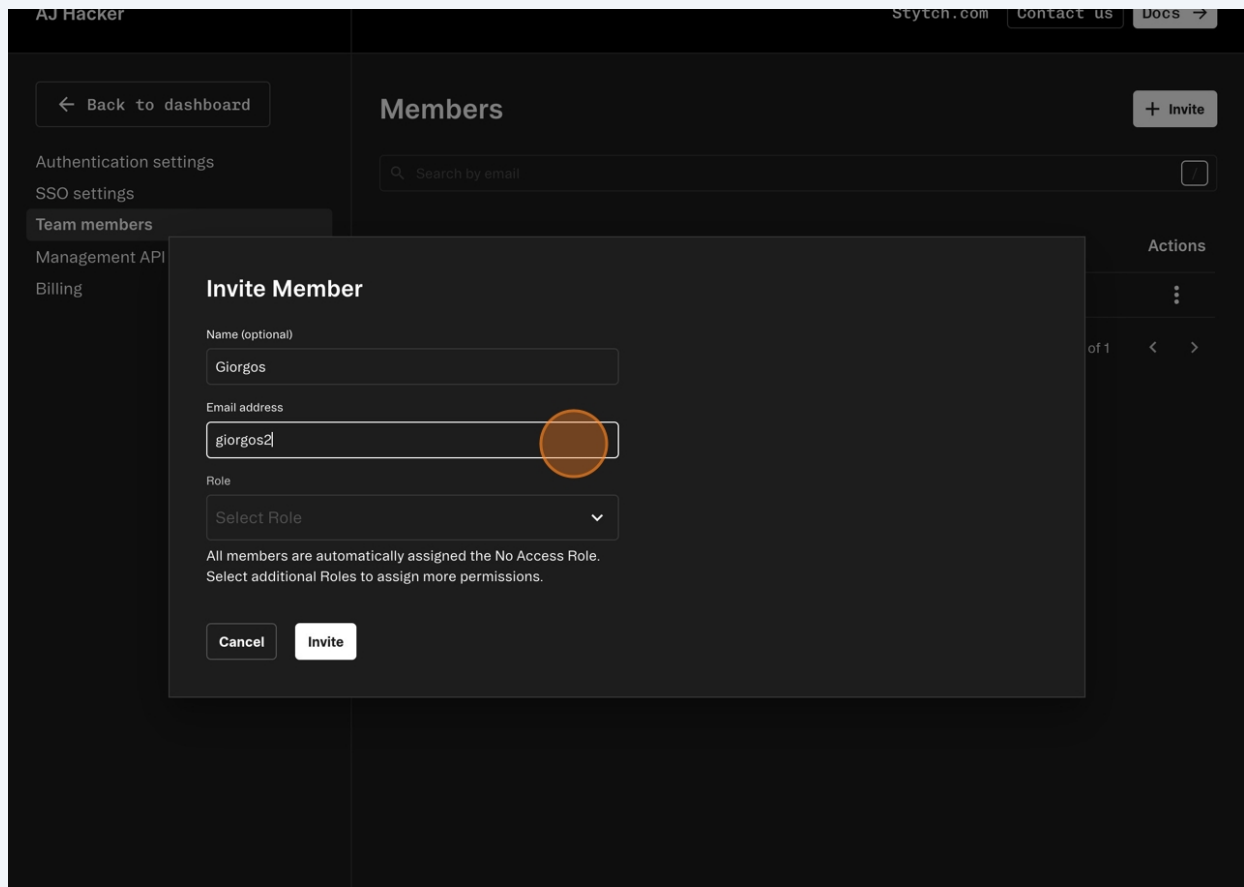 AJ Hacker
Stytch.com
Contact us
Docs →
← Back to dashboard
Members
+ Invite
Authentication settings
Search by email
/
SSO settings
Team members
Management API
Actions
Billing
Invite Member
Name (optional)
Giorgos
of 1
Email address
giorgos2
Role
Select Role
All members are automatically assigned the No Access Role.
Select additional Roles to assign more permissions.
Cancel
Invite